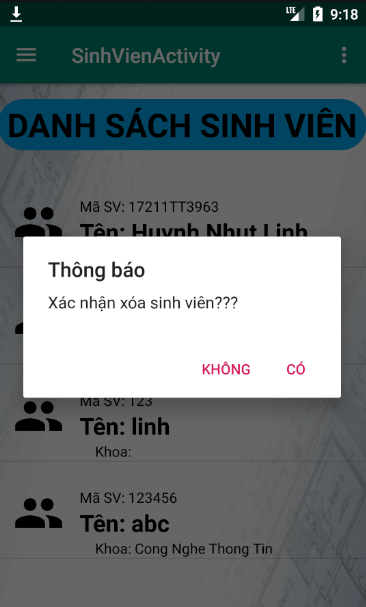 LTE 9:18
SinhVienActivity
DANH SÁCH SINH VIÊN
Mã SV: 17211TT3963
Tên: Huynh Nhut Linh
Thông báo
Xác nhận xóa sinh viên???
KHÔNG CÓ
Mã SV: 123
Tên: linh
Khoa:
Mã SV: 123456
Tên: abc
Khoa: Cong Nghe Thong Tin